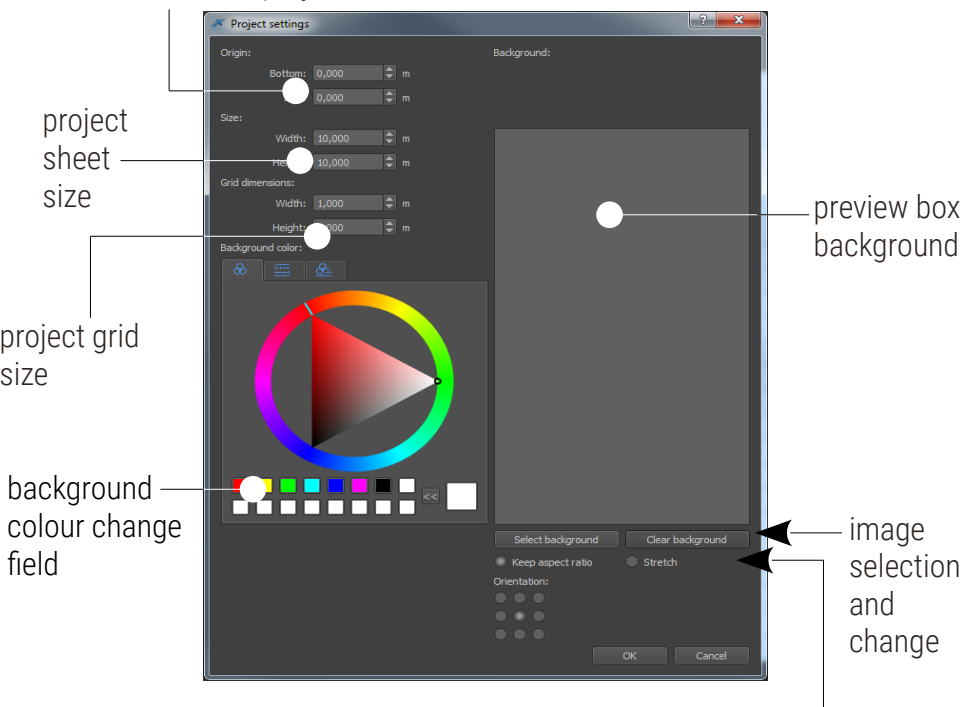 Project settings
?
X
Origin:
Background:
Bottom: 0,000 m
0,000 m
project
sheet
size
Size:
Width: 10,000 m
10,000 m
Grid dimensions:
Width: 1,000 m
Height: m
preview box
background
Background color:
project grid
size
background
colour change
field
<<
Select background
Clear background
Keep aspect ratio
Stretch
image
selection
and
change
Orientation:
OK
Cancel